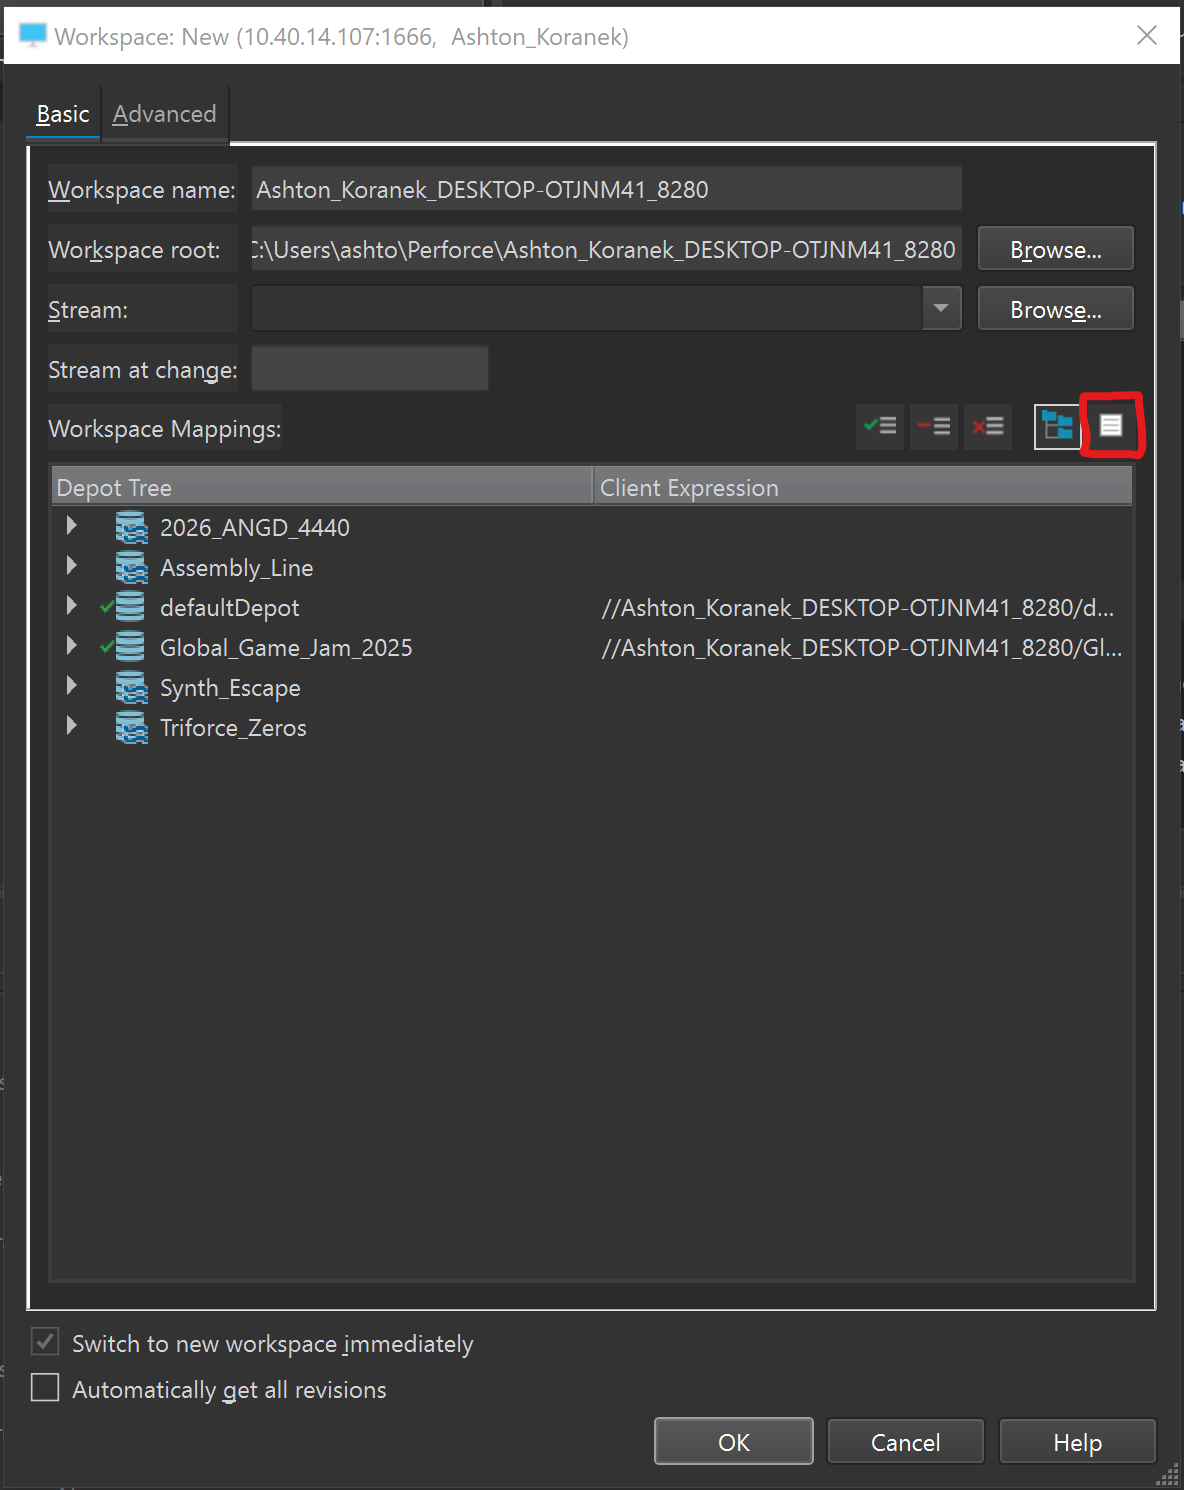 Workspace: New (10.40.14.107:1666,  Ashton_Koranek)
Basic Advanced
Workspace name: Ashton_Koranek_DESKTOP-OTJNM41_8280
Workspace root: C:\Users\ashto\Perforce\Ashton_Koranek_DESKTOP-OTJNM41_8280 Browse...
Stream: Browse...
Stream at change:
Workspace Mappings:
Depot Tree Client Expression
2026_ANGD_4440
Assembly_Line
defaultDepot //Ashton_Koranek_DESKTOP-OTJNM41_8280/d...
Global_Game_Jam_2025 //Ashton_Koranek_DESKTOP-OTJNM41_8280/Gl...
Synth_Escape
Triforce_Zeros
Switch to new workspace immediately
Automatically get all revisions
OK Cancel Help